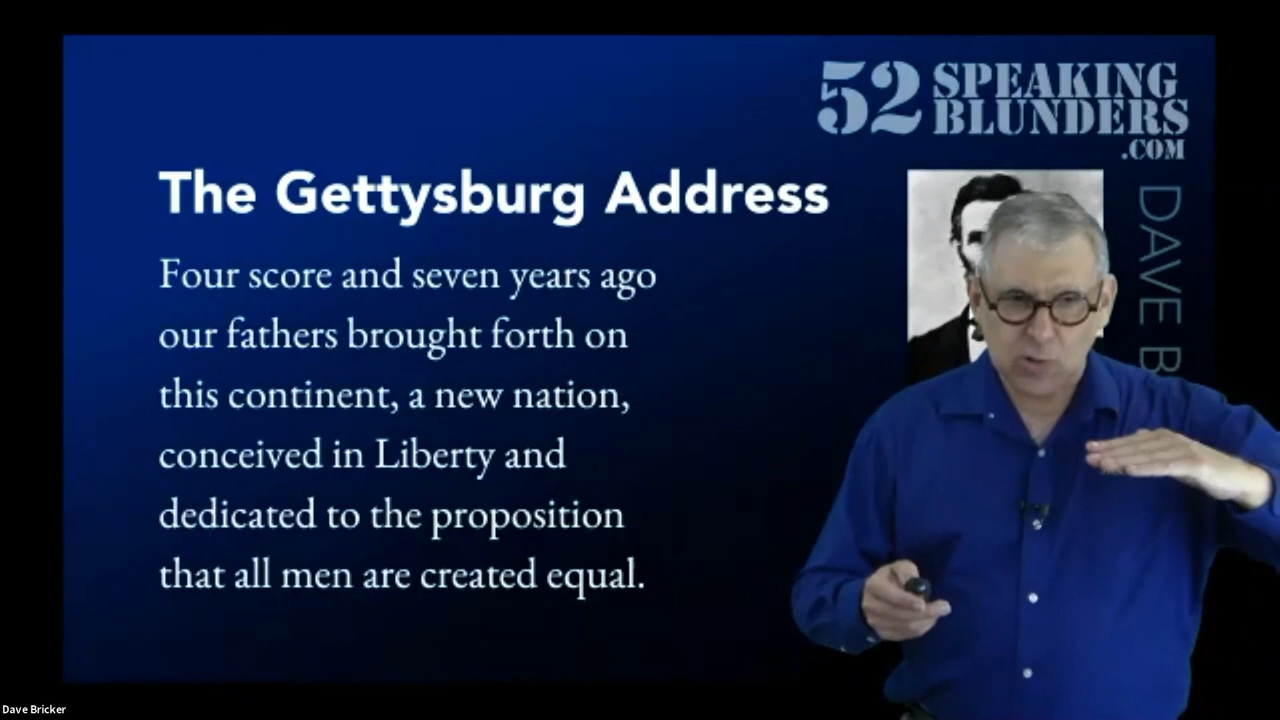 52 SPEAKING
BLUNDERS
.COM
The Gettysburg Address
DAVE B
Four score and seven years ago
our fathers brought forth on
this continent, a new nation,
conceived in Liberty and
dedicated to the proposition
that all men are created equal.
Dave Bricker